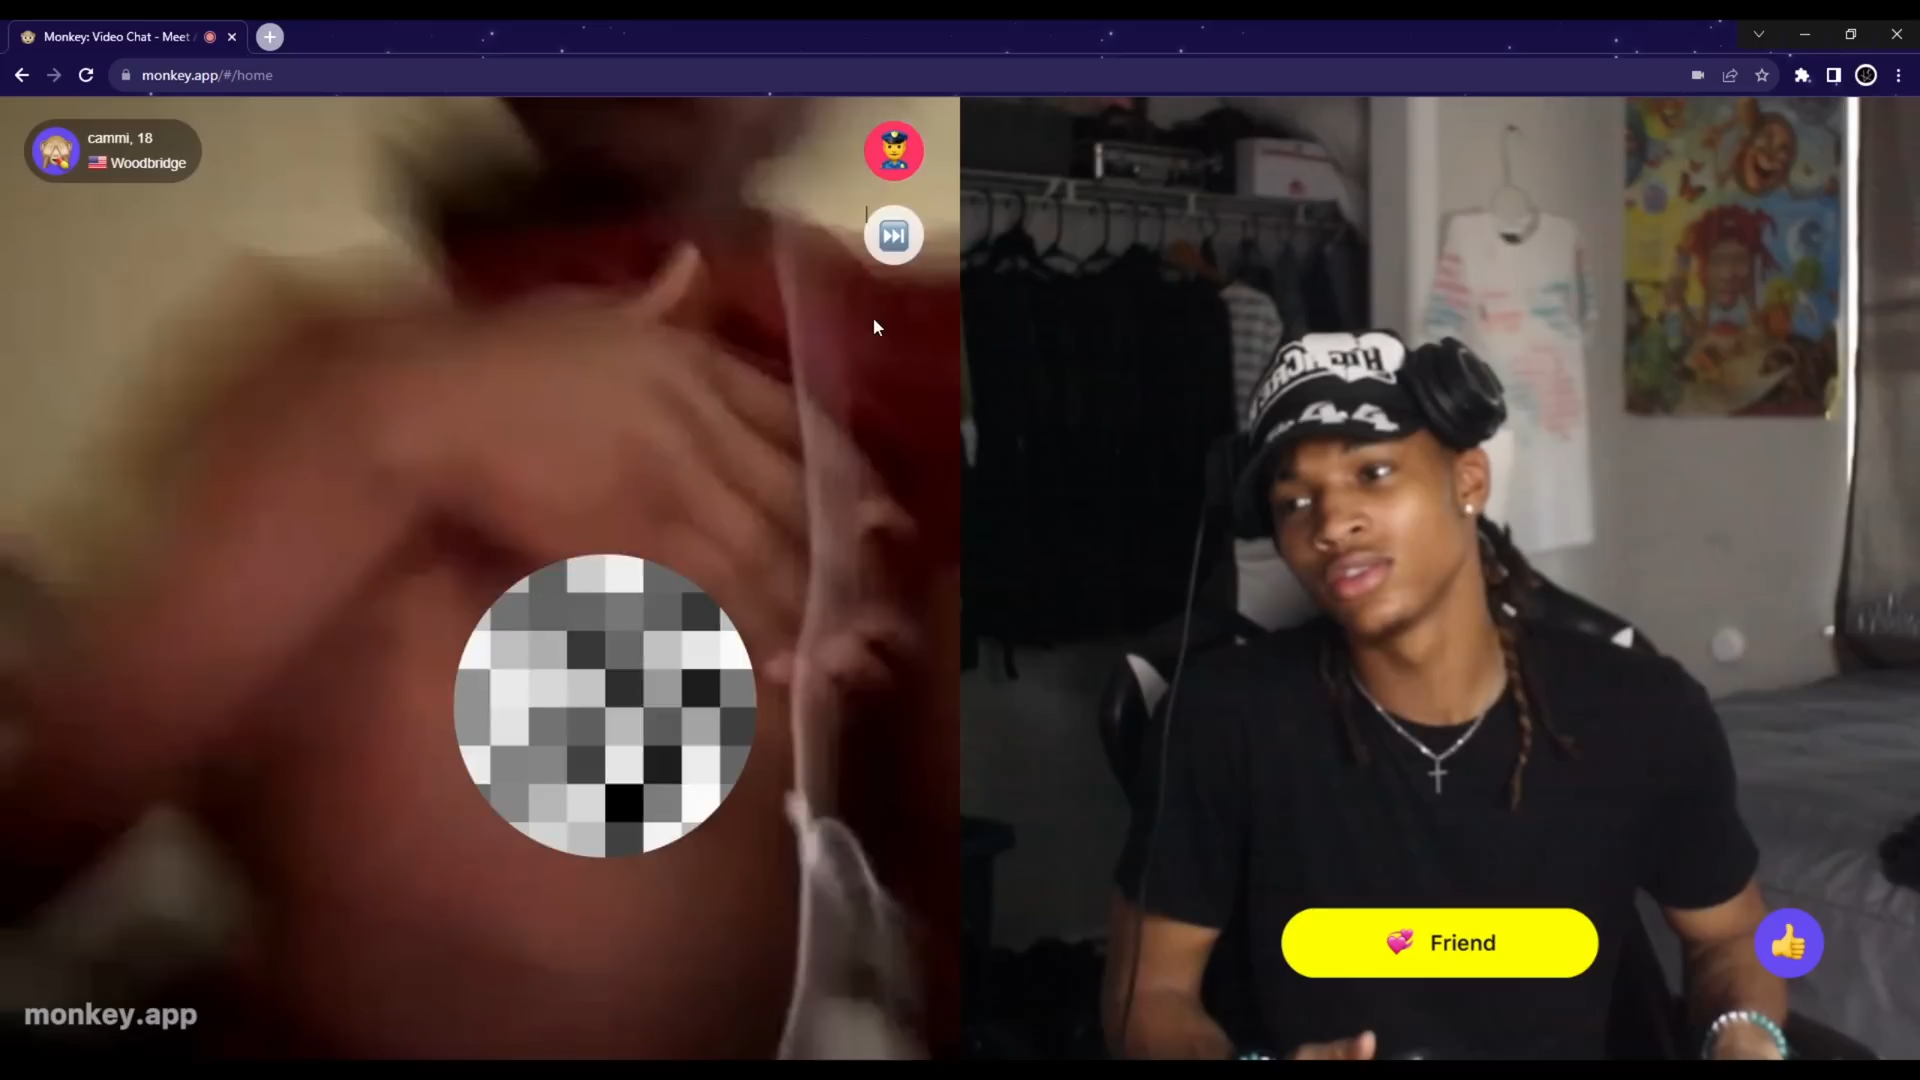 Monkey: Video Chat - Meet
monkey.app/#/home
cammi, 18
Woodbridge
Friend
monkey.app